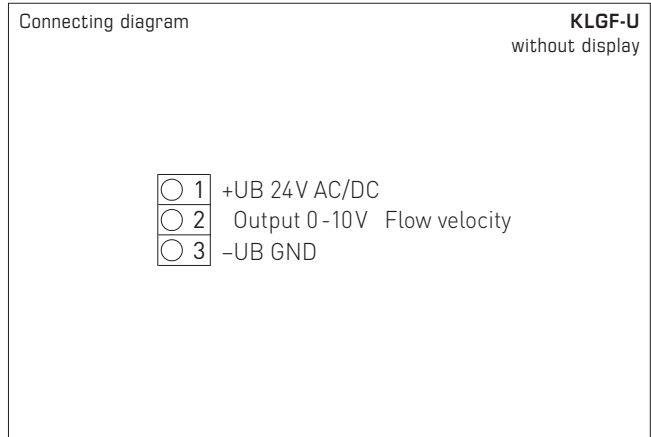 Connecting diagram
KLGF-U
without display
1 +UB 24V AC/DC
2 Output 0-10V Flow velocity
3 –UB GND